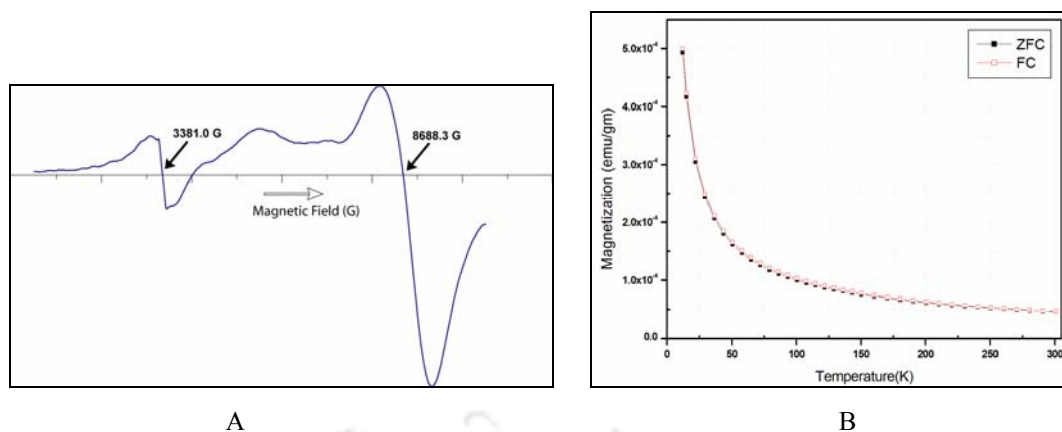 3381.0 G
8688.3 G
Magnetic Field (G)
A
ZFC
FC
5.0x10⁻⁴
4.0x10⁻⁴
3.0x10⁻⁴
2.0x10⁻⁴
1.0x10⁻⁴
0.0
Magnetization (emu/gm)
0 50 100 150 200 250 300
Temperature(K)
B